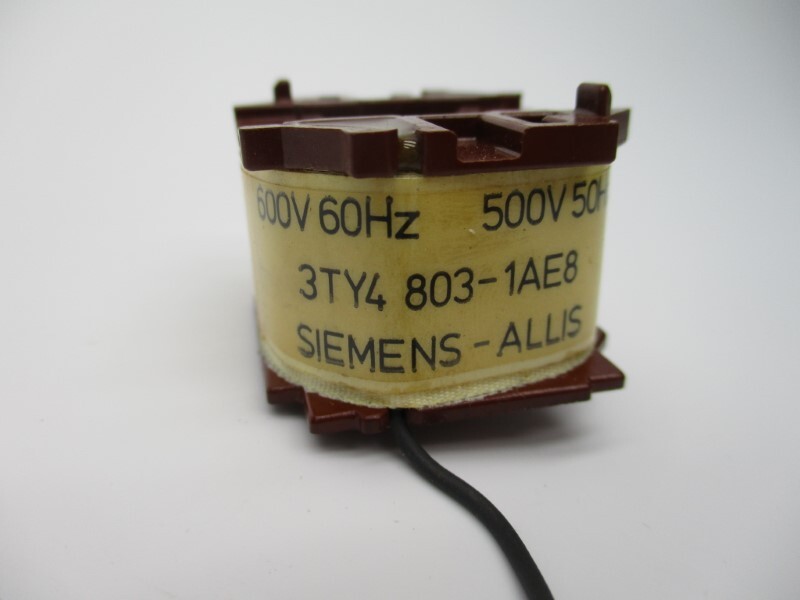 600V 60Hz 500V 50H
3TY4 803-1AE8
SIEMENS-ALLIS